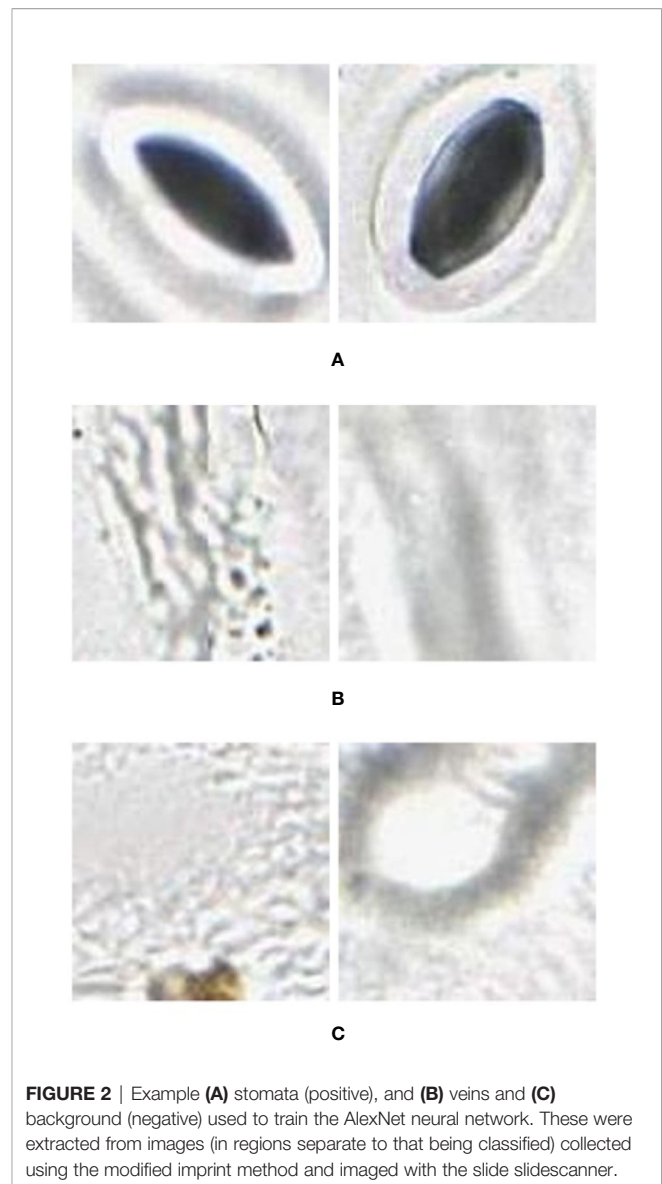 A
B
C
FIGURE 2 | Example (A) stomata (positive), and (B) veins and (C)
background (negative) used to train the AlexNet neural network. These were
extracted from images (in regions separate to that being classified) collected
using the modified imprint method and imaged with the slide slidescanner.